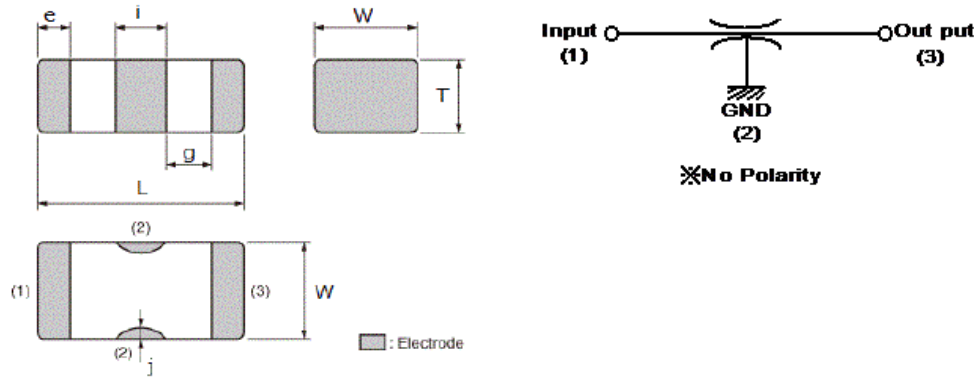 e
i
W
T
g
L
(2)
(1)
(3)
W
(2)
j
: Electrode
Input
(1)
Out put
(3)
GND
(2)
※No Polarity